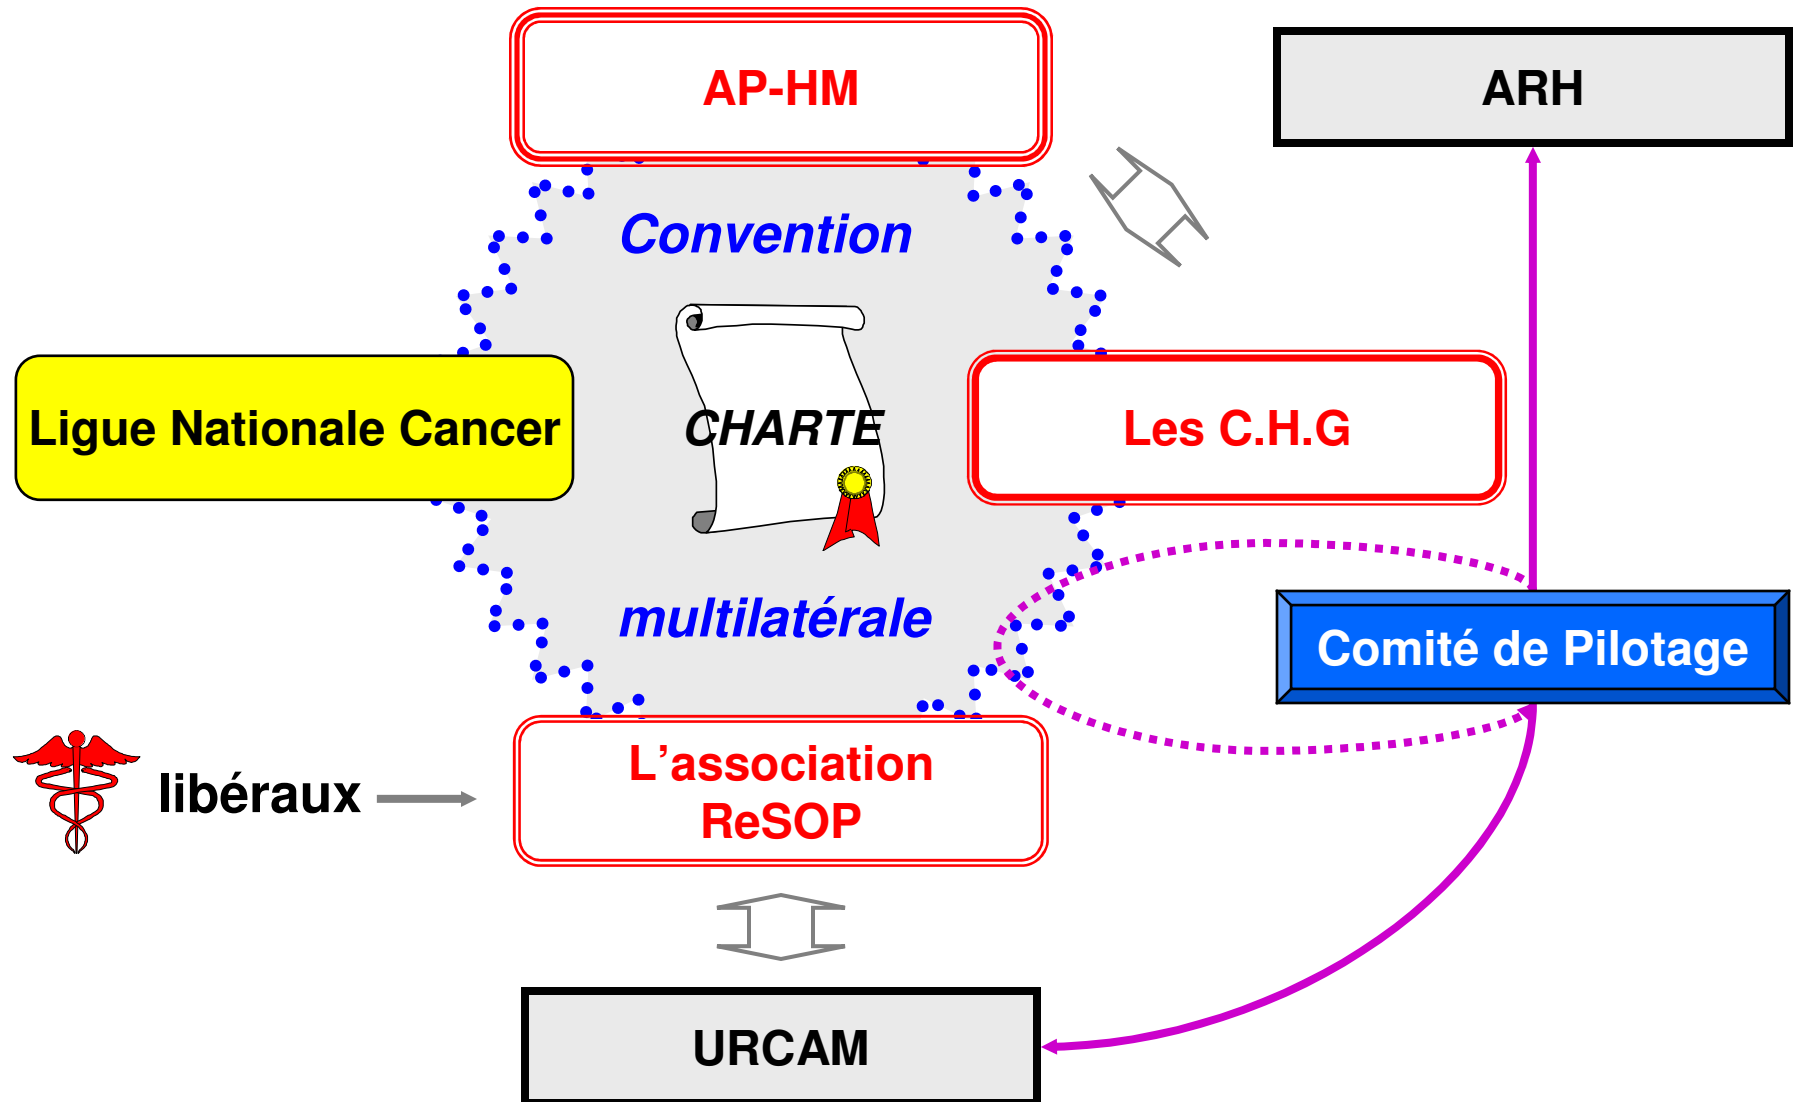 AP-HM
ARH
Convention
Ligue Nationale Cancer
CHARTE
Les C.H.G
multilatérale
Comité de Pilotage
libéraux
L’association
ReSOP
URCAM